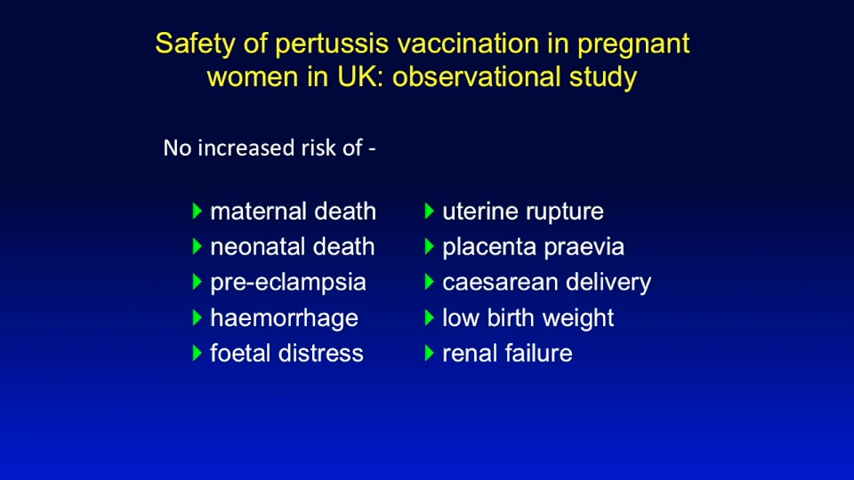 Safety of pertussis vaccination in pregnant
women in UK: observational study
No increased risk of -
maternal death
neonatal death
pre-eclampsia
haemorrhage
foetal distress
uterine rupture
placenta praevia
caesarean delivery
low birth weight
renal failure